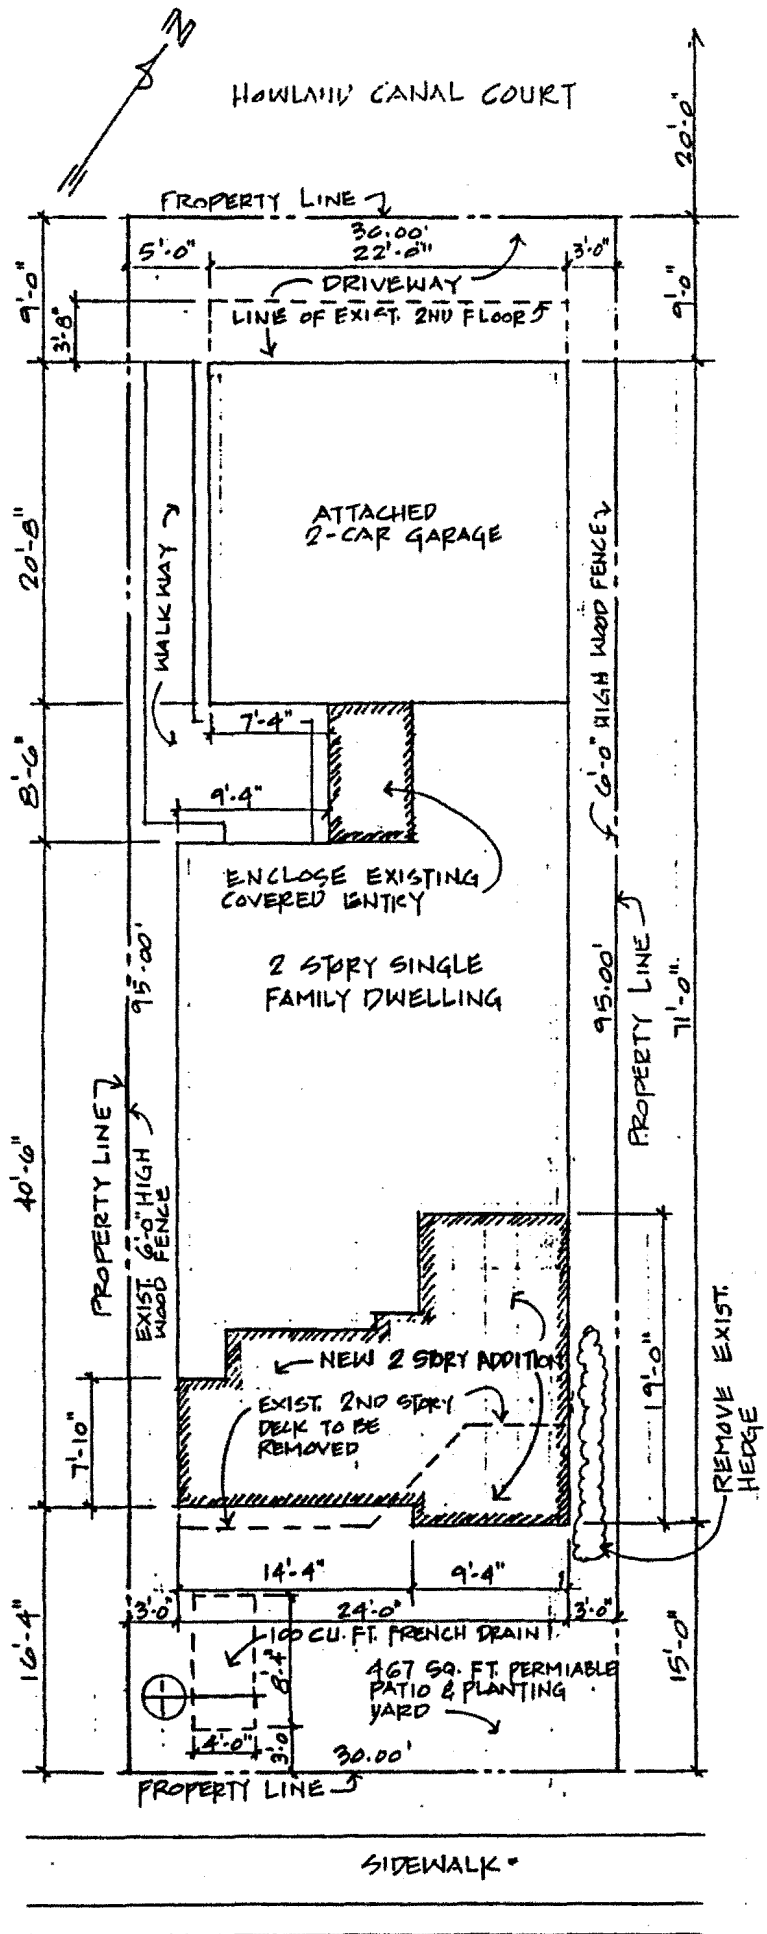 N
HOWLAND CANAL COURT
20'-0"
PROPERTY LINE
30.00'
5'-0"
22'-0"
3'-0"
9'-0"
DRIVEWAY
9'-0"
3'-8"
LINE OF EXIST. 2ND FLOOR
ATTACHED
2-CAR GARAGE
20'-8"
WALKWAY
6'-0" HIGH WOOD FENCE
7'-4"
8'-6"
9'-4"
ENCLOSE EXISTING
COVERED ENTRY
2 STORY SINGLE
FAMILY DWELLING
95.00'
95.00'
PROPERTY LINE
71'-0"
PROPERTY LINE
EXIST. 6'-0" HIGH
WOOD FENCE
40'-6"
NEW 2 STORY ADDITION
19'-0"
REMOVE EXIST.
HEDGE
EXIST. 2ND STORY
DECK TO BE
REMOVED
7'-10"
14'-4"
9'-4"
3'-0"
24'-0"
3'-0"
16'-4"
100 CU. FT. FRENCH DRAIN
8'-4"
467 SQ. FT. PERMIABLE
PATIO & PLANTING
YARD
15'-0"
4'-0"
3'-0
30.00'
PROPERTY LINE
SIDEWALK